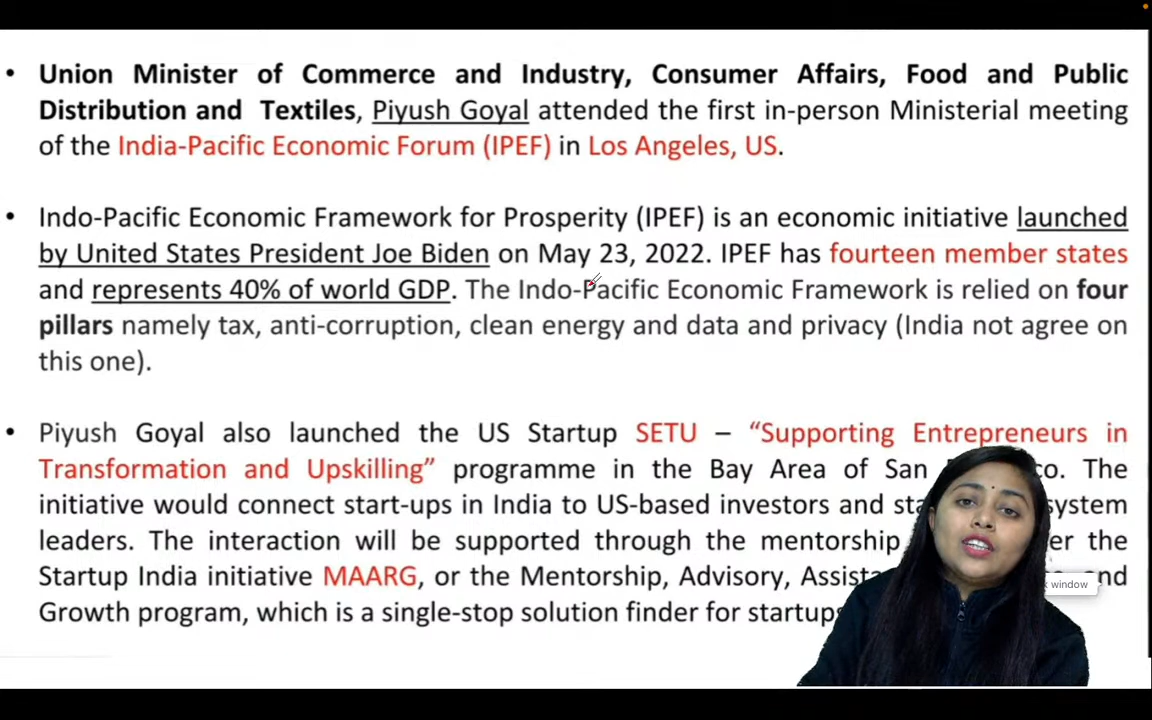 • Union Minister of Commerce and Industry, Consumer Affairs, Food and Public
Distribution and Textiles, Piyush Goyal attended the first in-person Ministerial meeting
of the India-Pacific Economic Forum (IPEF) in Los Angeles, US.
• Indo-Pacific Economic Framework for Prosperity (IPEF) is an economic initiative launched
by United States President Joe Biden on May 23, 2022. IPEF has fourteen member states
and represents 40% of world GDP. The Indo-Pacific Economic Framework is relied on four
pillars namely tax, anti-corruption, clean energy and data and privacy (India not agree on
this one).
• Piyush Goyal also launched the US Startup SETU – “Supporting Entrepreneurs in
Transformation and Upskilling” programme in the Bay Area of San The
initiative would connect start-ups in India to US-based investors and
leaders. The interaction will be supported through the mentorship the
Startup India initiative MAARG, or the Mentorship, Advisory, and
Growth program, which is a single-stop solution finder for
window